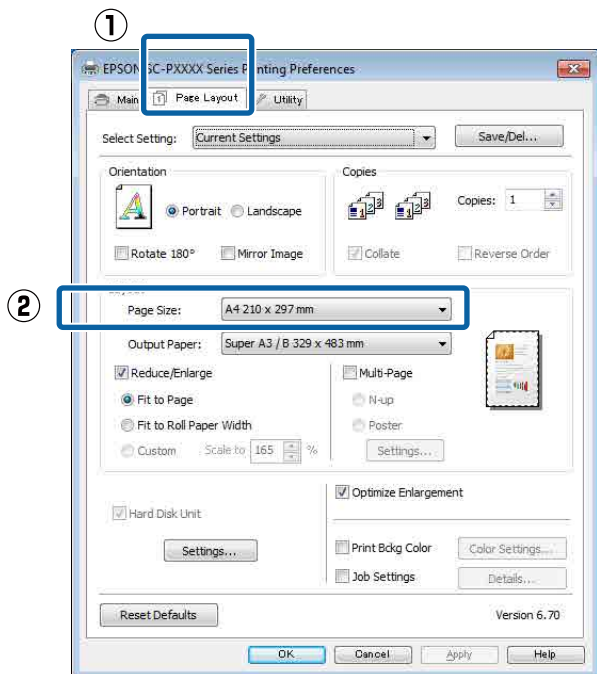 ①
EPSON SC-PXXXX Series Printing Preferences
Main Page Layout Utility
Select Setting: Current Settings Save/Del...
Orientation Copies
Portrait Landscape Copies: 1
Rotate 180° Mirror Image Collate Reverse Order
②
Page Size: A4 210 x 297 mm
Output Paper: Super A3 / B 329 x 483 mm
Reduce/Enlarge Multi-Page
Fit to Page N-up
Fit to Roll Paper Width Poster
Custom Scale to 165 % Settings...
Optimize Enlargement
Hard Disk Unit
Settings... Print Bckg Color Color Settings...
Job Settings Details...
Reset Defaults Version 6.70
OK Cancel Apply Help